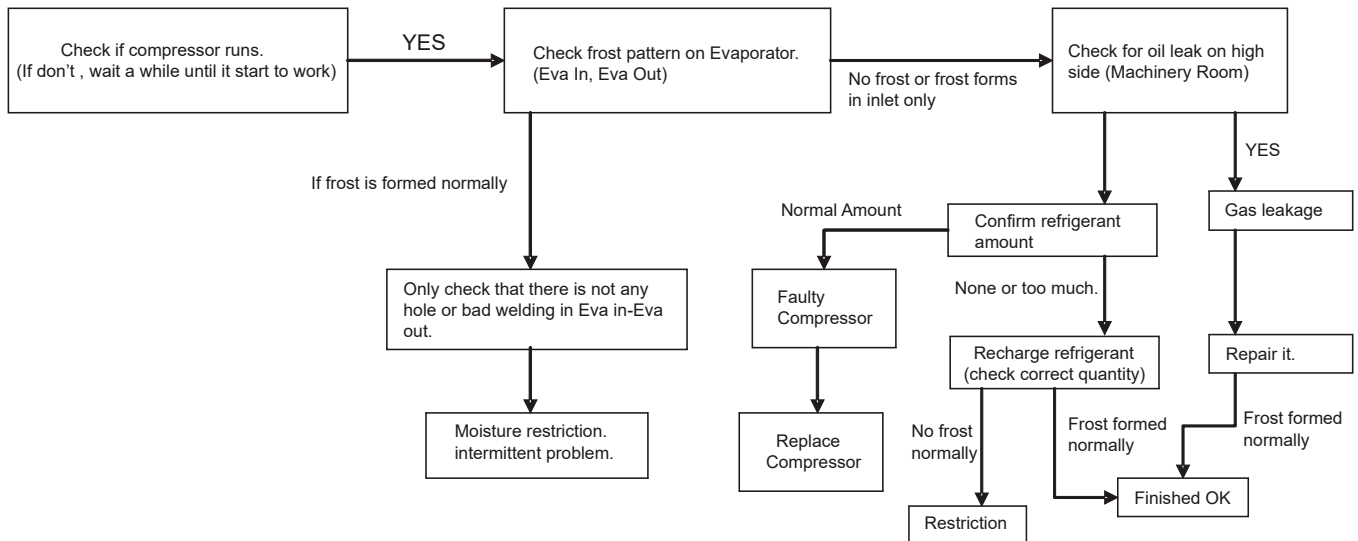 Check if compressor runs.
(If don't , wait a while until it start to work)
YES
Check frost pattern on Evaporator.
(Eva In, Eva Out)
No frost or frost forms
in inlet only
Check for oil leak on high
side (Machinery Room)
If frost is formed normally
YES
Normal Amount
Confirm refrigerant
amount
Gas leakage
Only check that there is not any
hole or bad welding in Eva in-Eva
out.
Faulty
Compressor
None or too much.
Recharge refrigerant
(check correct quantity)
Repair it.
Moisture restriction.
intermittent problem.
Replace
Compressor
No frost
normally
Frost formed
normally
Frost formed
normally
Finished OK
Restriction